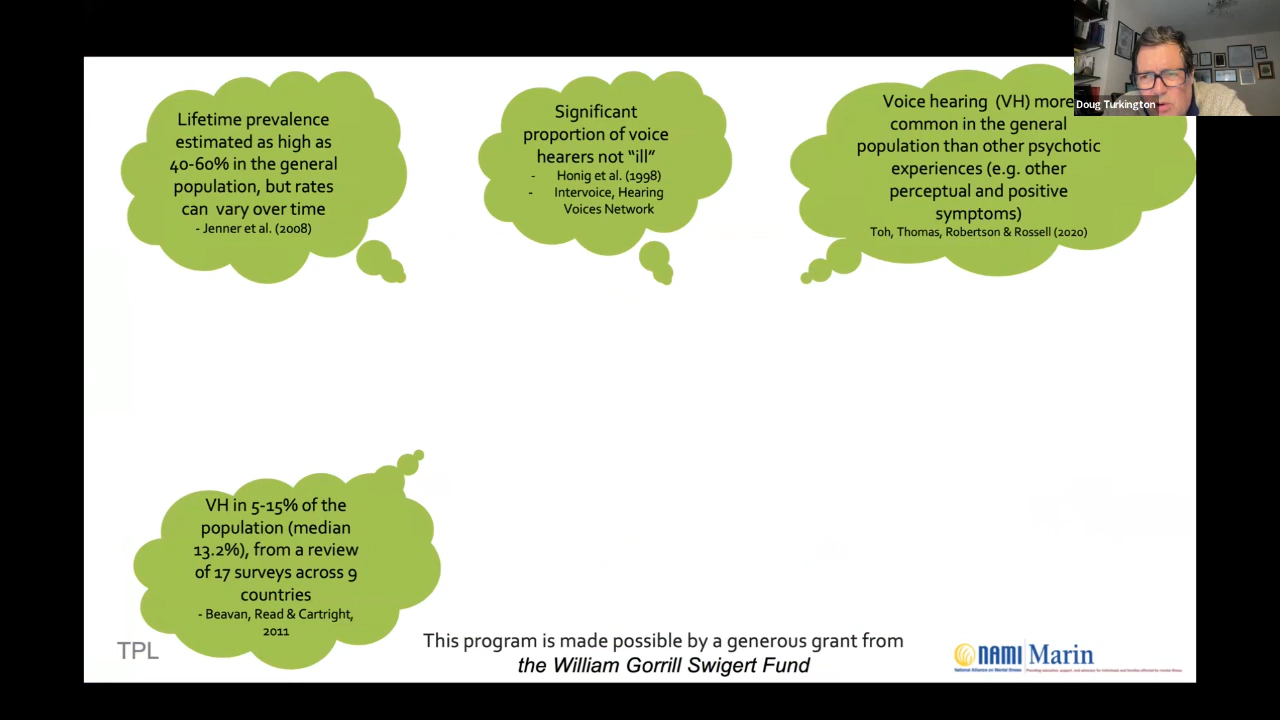 Lifetime prevalence
estimated as high as
40-60% in the general
population, but rates
can vary over time
- Jenner et al. (2008)
Significant
proportion of voice
hearers not “ill”
- Honig et al. (1998)
- Intervoice, Hearing
Voices Network
Voice hearing (VH) more
common in the general
population than other psychotic
experiences (e.g. other
perceptual and positive
symptoms)
Toh, Thomas, Robertson & Rossell (2020)
Doug Turkington
VH in 5-15% of the
population (median
13.2%), from a review
of 17 surveys across 9
countries
- Beavan, Read & Cartright,
2011
TPL
This program is made possible by a generous grant from
the William Gorrill Swigert Fund
NAMI Marin